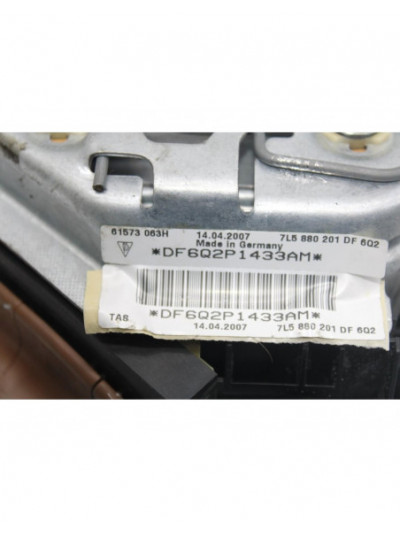 61573 063H 14.04.2007 7L5 880 201 DF 6Q2
Made in Germany
*DF6Q2P1433AM*
TAB *DF6Q2P1433AM*
14.04.2007 7L5 880 201 DF 6Q2